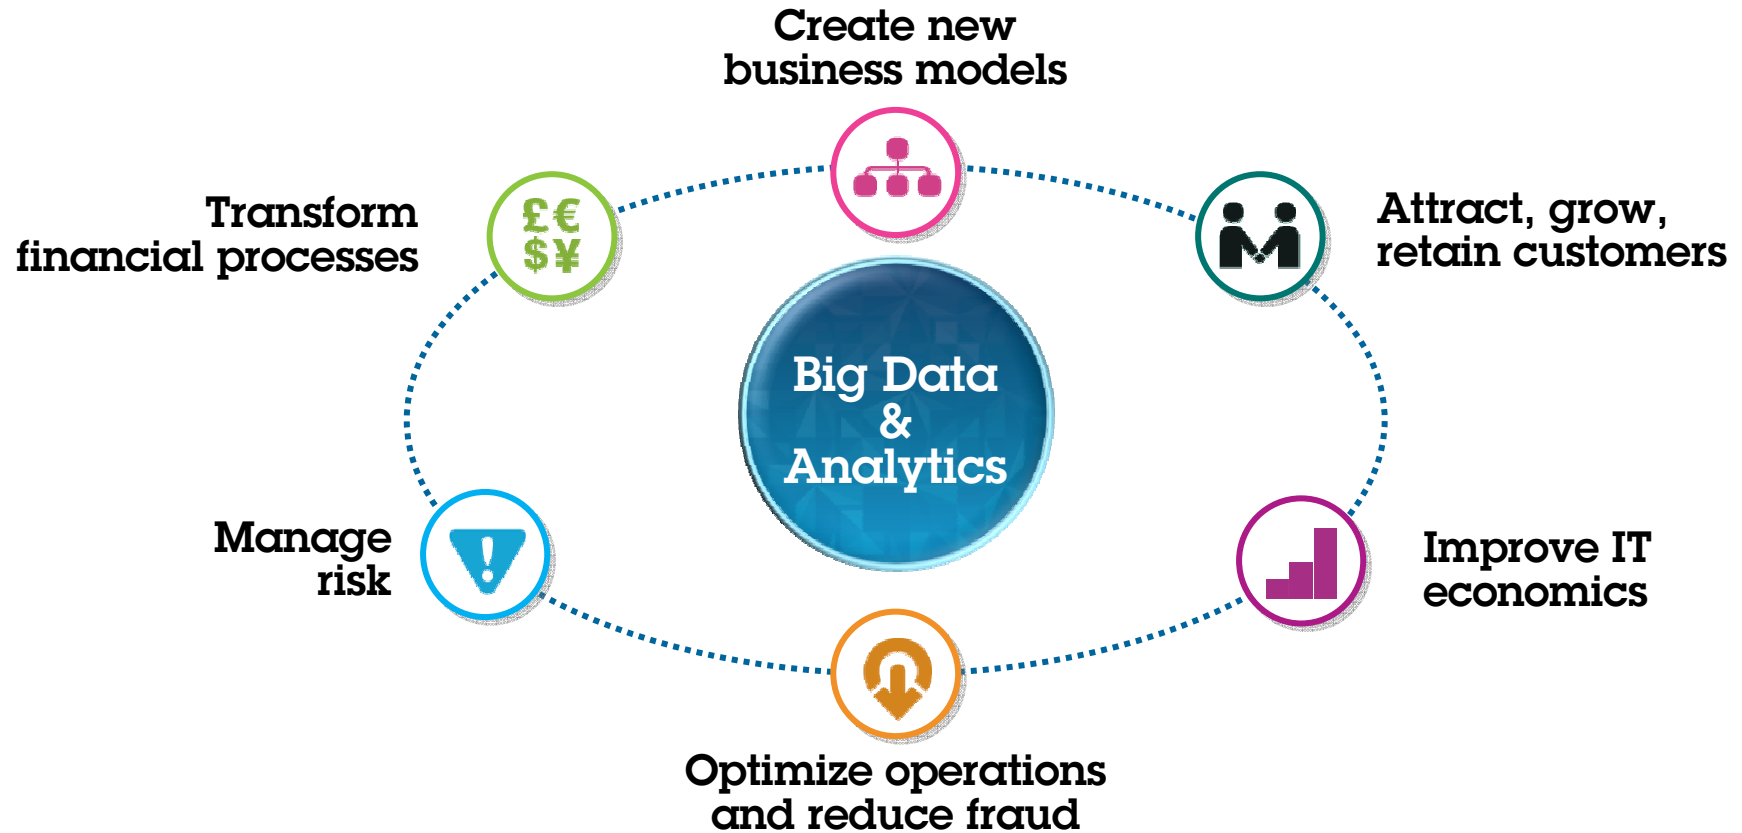 Create new
business models
Transform
financial processes
£€
$¥
Attract, grow,
retain customers
Big Data
&
Analytics
Manage
risk
!
Improve IT
economics
Optimize operations
and reduce fraud